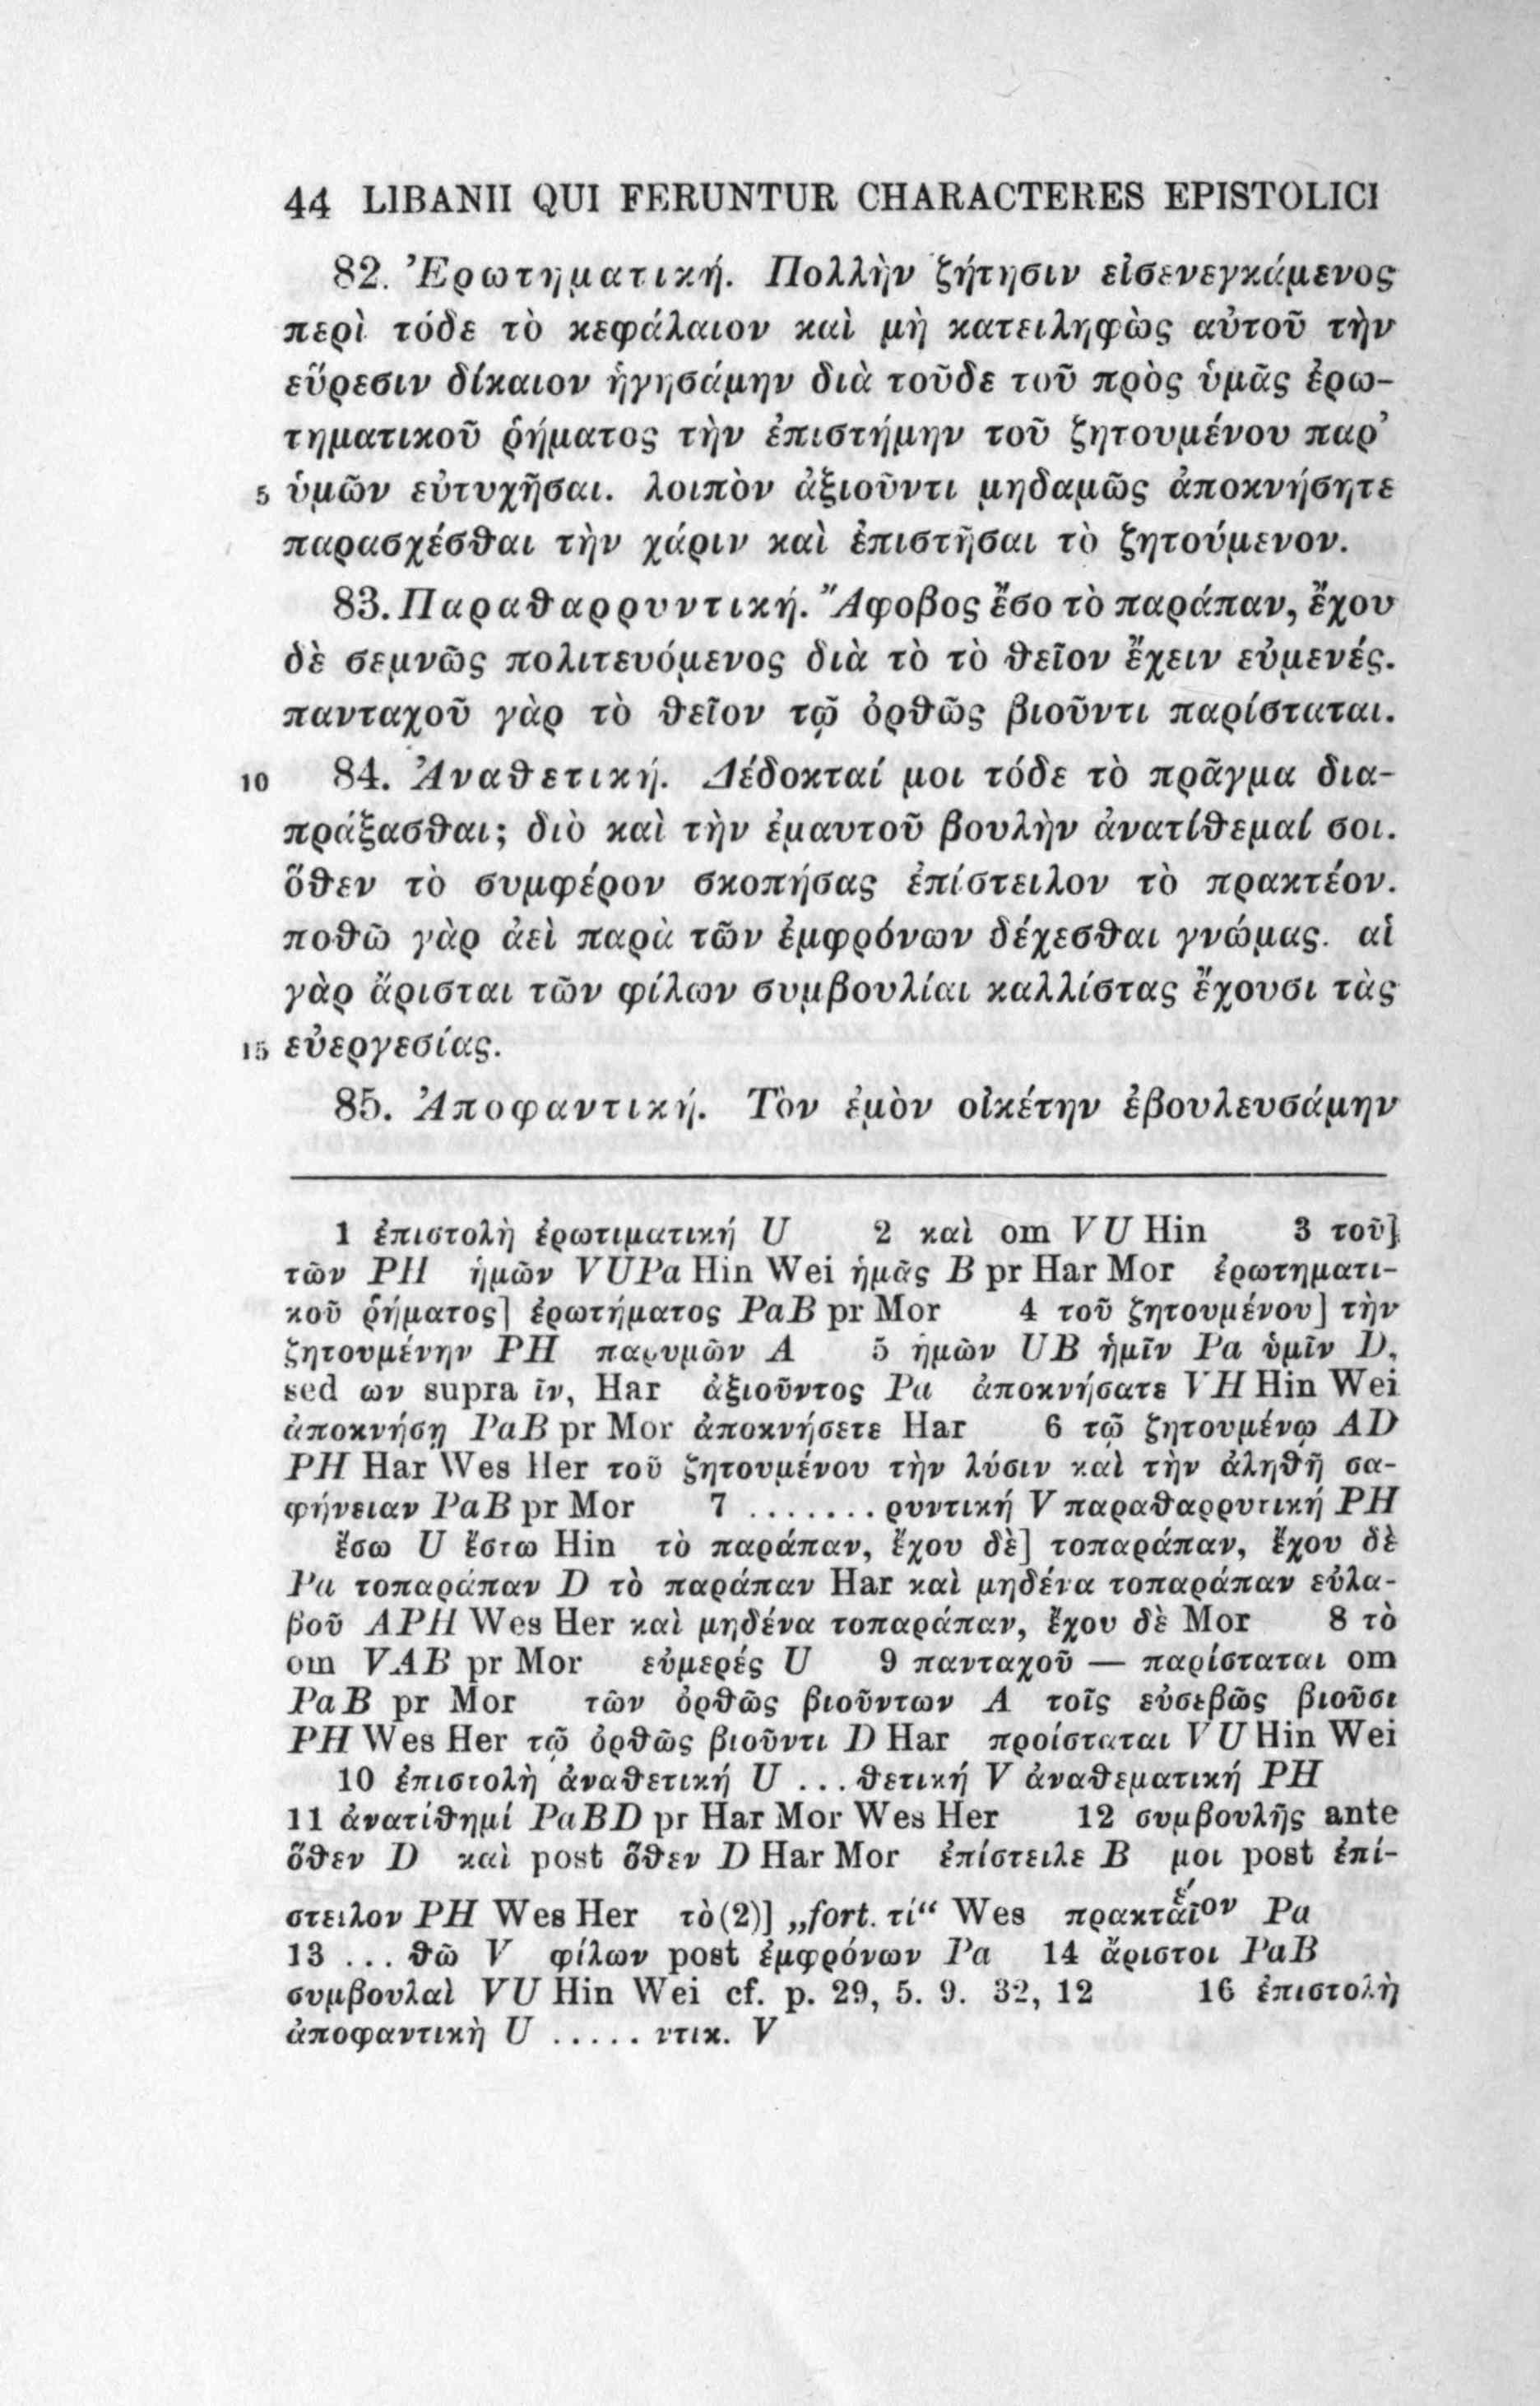 44 LIBANII QUI FERUNTUR CHARACTERES EPISTOLICI
82. Ἐρωτηματική. Πολλὴν ζήτησιν εἰσενεγκάμενος
περὶ τόδε τὸ κεφάλαιον καὶ μὴ κατειληφὼς αὐτοῦ τὴν
εὕρεσιν δίκαιον ἡγησάμην διὰ τοῦδε τοῦ πρὸς ὑμᾶς ἐρω-
τηματικοῦ ῥήματος τὴν ἐπιστήμην τοῦ ζητουμένου παρ’
5 ὑμῶν εὐτυχῆσαι. λοιπὸν ἀξιοῦντι μηδαμῶς ἀποκνήσητε
παρασχέσθαι τὴν χάριν καὶ ἐπιστῆσαι τὸ ζητούμενον.
83. Παραθαρρυντική. Ἄφοβος ἔσο τὸ παράπαν, ἔχου
δὲ σεμνῶς πολιτευόμενος διὰ τὸ τὸ θεῖον ἔχειν εὐμενές.
πανταχοῦ γὰρ τὸ θεῖον τῷ ὀρθῶς βιοῦντι παρίσταται.
10 84. Ἀναθετική. Δέδοκταί μοι τόδε τὸ πρᾶγμα δια-
πράξασθαι; διὸ καὶ τὴν ἐμαυτοῦ βουλὴν ἀνατίθεμαί σοι.
ὅθεν τὸ συμφέρον σκοπήσας ἐπίστειλον τὸ πρακτέον.
ποθῶ γὰρ ἀεὶ παρὰ τῶν ἐμφρόνων δέχεσθαι γνώμας. αἱ
γὰρ ἄρισται τῶν φίλων συμβουλίαι καλλίστας ἔχουσι τὰς
15 εὐεργεσίας.
85. Ἀποφαντική. Τὸν ἐμὸν οἰκέτην ἐβουλευσάμην
1 ἐπιστολὴ ἐρωτιματική U 2 καὶ om VU Hin 3 τοῦ]
τῶν PH ἡμῶν VUPa Hin Wei ἡμᾶς B pr Har Mor ἐρωτηματι-
κοῦ ῥήματος] ἐρωτήματος PaB pr Mor 4 τοῦ ζητουμένου] τὴν
ζητουμένην PH παρυμῶν A 5 ἡμῶν UB ἡμῖν Pa ὑμῖν D,
sed ων supra ῖν, Har ἀξιοῦντος Pa ἀποκνήσατε VH Hin Wei
ἀποκνήσῃ PaB pr Mor ἀποκνήσετε Har 6 τῷ ζητουμένῳ AD
PH Har Wes Her τοῦ ζητουμένου τὴν λύσιν καὶ τὴν ἀληθῆ σα-
φήνειαν PaB pr Mor 7 ....... ρυντική V παραθαρρυτική PH
ἔσω U ἔστω Hin τὸ παράπαν, ἔχου δὲ] τοπαράπαν, ἔχου δὲ
Pa τοπαράπαν D τὸ παράπαν Har καὶ μηδένα τοπαράπαν εὐλα-
βοῦ APH Wes Her καὶ μηδένα τοπαράπαν, ἔχου δὲ Mor 8 τὸ
om VAB pr Mor εὐμερές U 9 πανταχοῦ — παρίσταται om
PaB pr Mor τῶν ὀρθῶς βιούντων A τοῖς εὐσεβῶς βιοῦσι
PH Wes Her τῷ ὀρθῶς βιοῦντι D Har προίσταται VU Hin Wei
10 ἐπιστολὴ ἀναθετική U ... θετική V ἀναθεματική PH
11 ἀνατίθημί PaBD pr Har Mor Wes Her 12 συμβουλῆς ante
ὅθεν D καὶ post ὅθεν D Har Mor ἐπίστειλε B μοι post ἐπί-
στειλον PH Wes Her τὸ (2)] „fort. τί“ Wes Pa
13 ... θῶ V φίλων post ἐμφρόνων Pa 14 ἄριστοι PaB
συμβουλαὶ VU Hin Wei cf. p. 29, 5. 9. 32, 12 16 ἐπιστολὴ
ἀποφαντικὴ U ..... ντικ. V